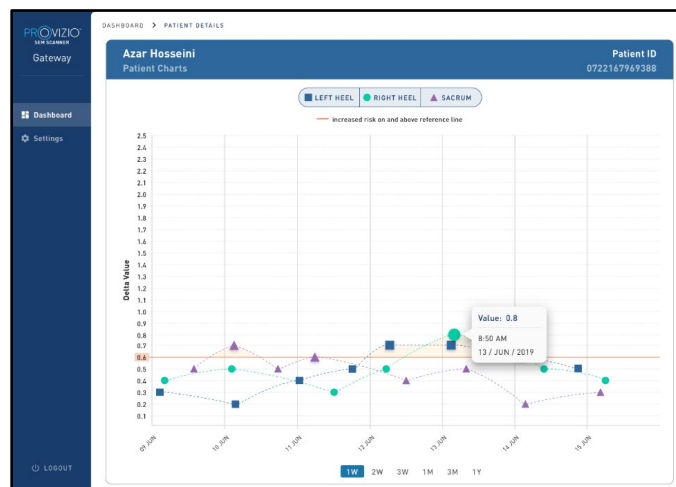 DASHBOARD > PATIENT DETAILS
PROVIZIO®
SEM SCANNER
Gateway
Dashboard
Settings
LOGOUT
Azar Hosseini
Patient Charts
Patient ID
0722167969388
LEFT HEEL RIGHT HEEL SACRUM
increased risk on and above reference line
Delta Value
2.5
2.4
2.3
2.2
2.1
2.0
1.9
1.8
1.7
1.6
1.5
1.4
1.3
1.2
1.1
1.0
0.9
0.8
0.7
0.6
0.5
0.4
0.3
0.2
0.1
Value: 0.8
8:50 AM
13 / JUN / 2019
09 JUN 10 JUN 11 JUN 12 JUN 13 JUN 14 JUN 15 JUN
1W 2W 3W 1M 3M 1Y